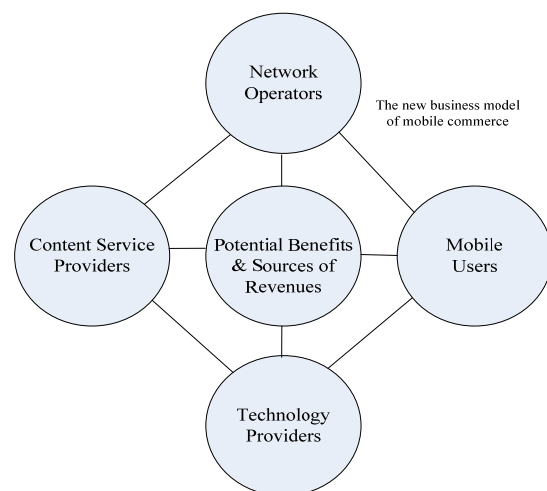 Network
Operators
The new business model
of mobile commerce
Content Service
Providers
Potential Benefits
& Sources of
Revenues
Mobile
Users
Technology
Providers